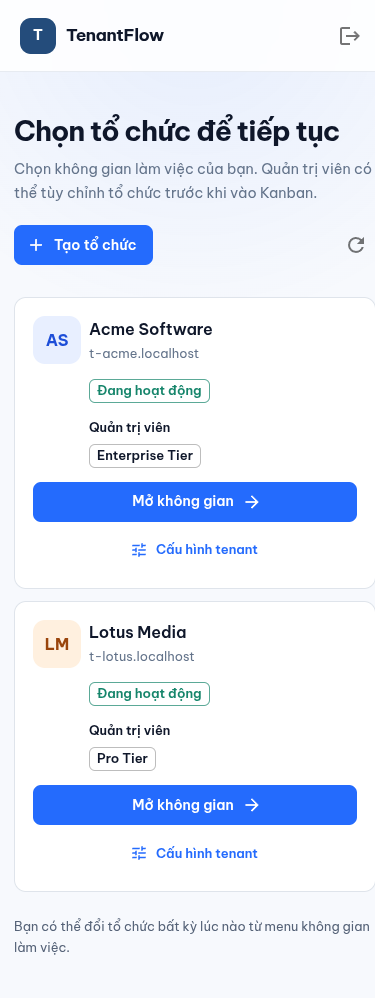 T TenantFlow
Chọn tổ chức để tiếp tục
Chọn không gian làm việc của bạn. Quản trị viên có
thể tùy chỉnh tổ chức trước khi vào Kanban.
Tạo tổ chức
AS Acme Software
t-acme.localhost
Đang hoạt động
Quản trị viên
Enterprise Tier
Mở không gian
Cấu hình tenant
LM Lotus Media
t-lotus.localhost
Đang hoạt động
Quản trị viên
Pro Tier
Mở không gian
Cấu hình tenant
Bạn có thể đổi tổ chức bất kỳ lúc nào từ menu không gian
làm việc.